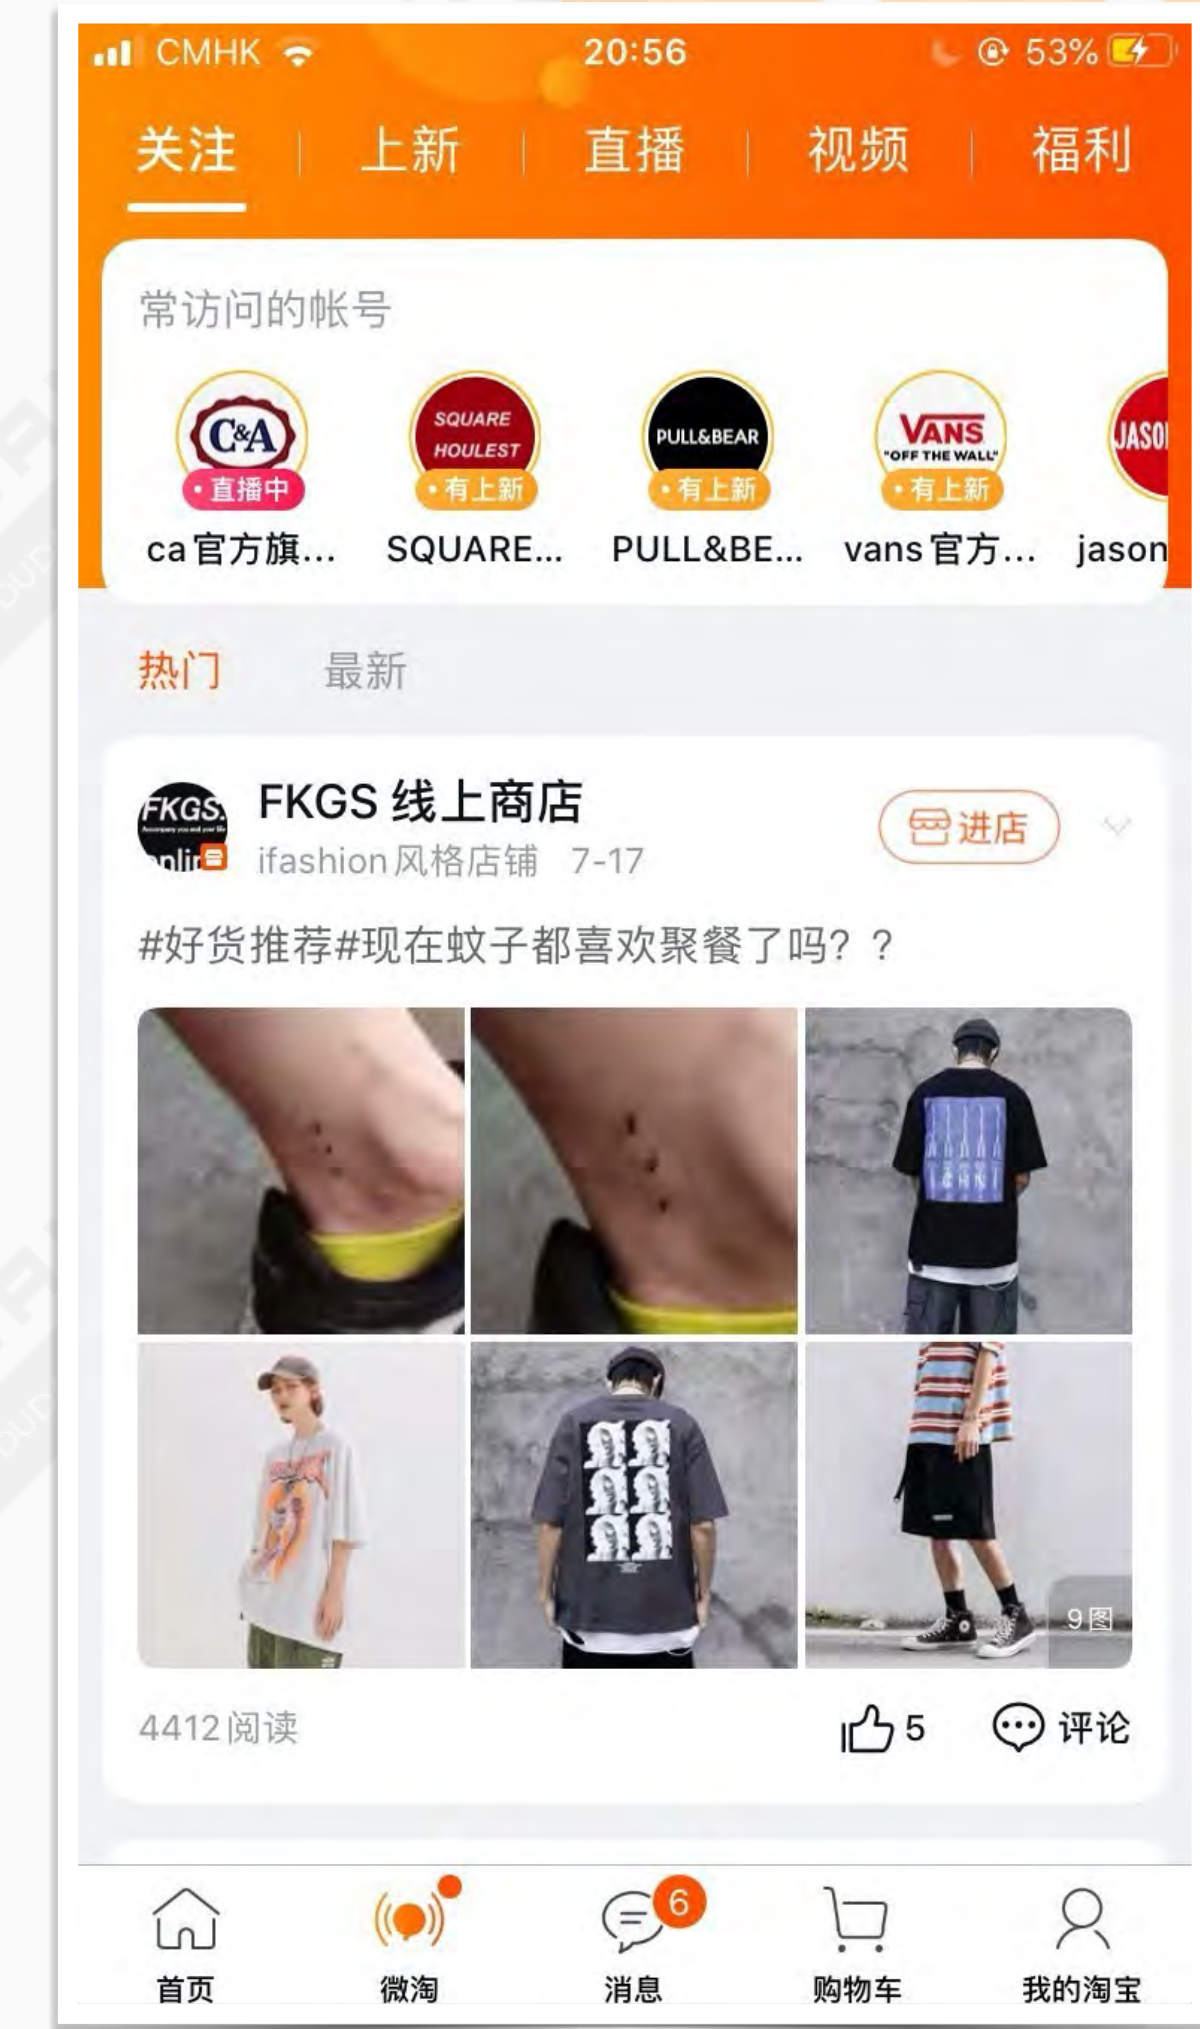 CMHK 20:56 53%
关注 上新 直播 视频 福利
常访问的帐号
C&A SQUARE HOULEST PULL&BEAR VANS "OFF THE WALL" JASO
直播中 有上新 有上新 有上新
ca官方旗... SQUARE... PULL&BE... vans官方... jason
热门 最新
FKGS.
FKGS 线上商店
进店
ifashion风格店铺 7-17
#好货推荐#现在蚊子都喜欢聚餐了吗？？
9图
4412阅读 5 评论
6
首页 微淘 消息 购物车 我的淘宝